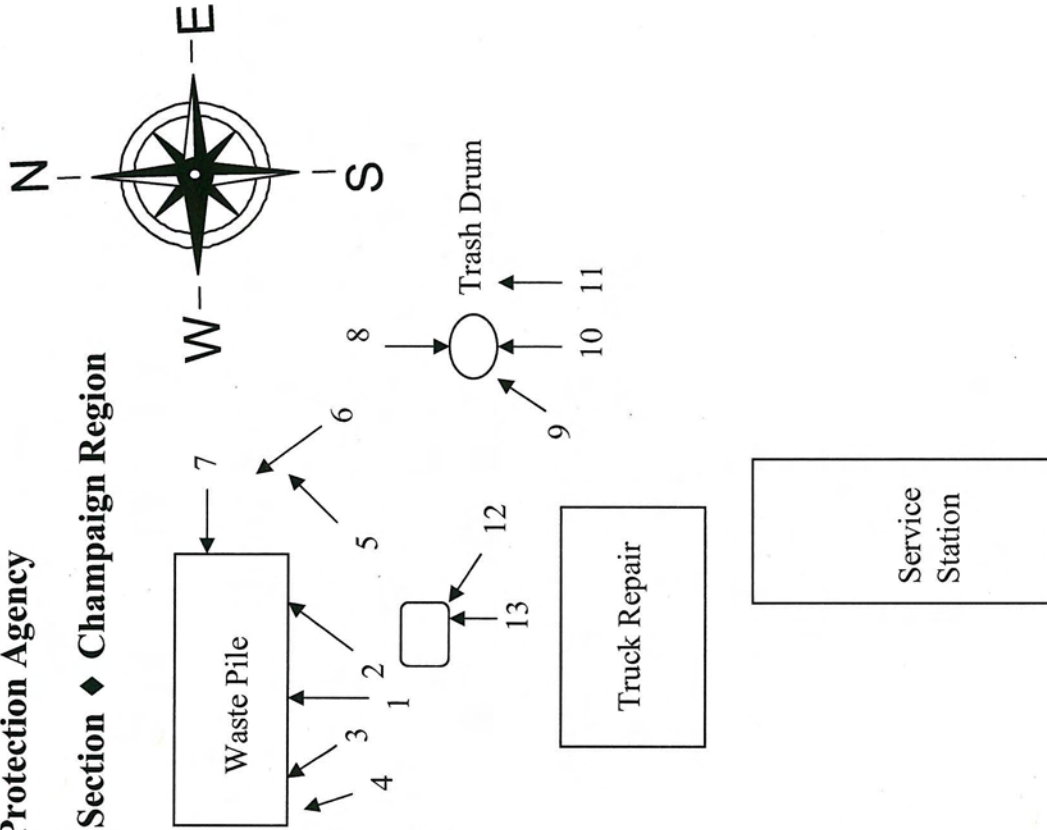 Protection Agency
Section ♦ Champaign Region
N
W
E
S
Waste Pile
7
6
5
4
3
1
2
8
Trash Drum
9
10
11
12
13
Truck Repair
Service
Station